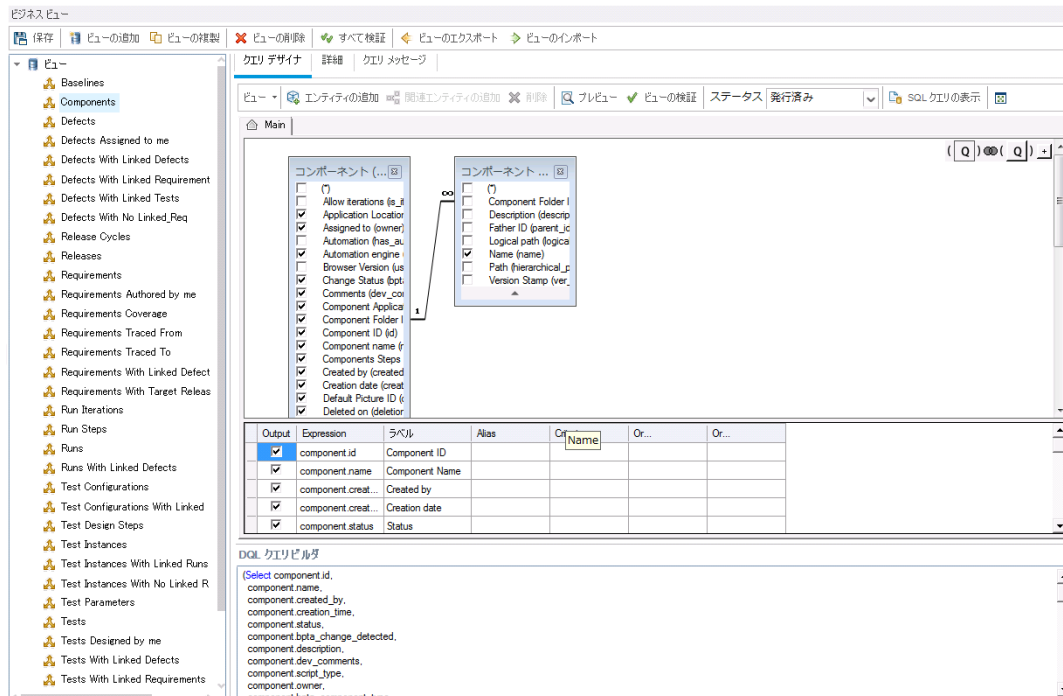 ビジネス ビュー
保存 ビューの追加 ビューの複製 ビューの削除 すべて検証 ビューのエクスポート ビューのインポート
ビュー
Baselines
Components
Defects
Defects Assigned to me
Defects With Linked Defects
Defects With Linked Requirement
Defects With Linked Tests
Defects With No Linked_Req
Release Cycles
Releases
Requirements
Requirements Authored by me
Requirements Coverage
Requirements Traced From
Requirements Traced To
Requirements With Linked Defect
Requirements With Target Releas
Run Iterations
Run Steps
Runs
Runs With Linked Defects
Test Configurations
Test Configurations With Linked
Test Design Steps
Test Instances
Test Instances With Linked Runs
Test Instances With No Linked R
Test Parameters
Tests
Tests Designed by me
Tests With Linked Defects
Tests With Linked Requirements
クエリ デザイナ 詳細 クエリ メッセージ
ビュー エンティティの追加 関連エンティティの追加 削除 プレビュー ビューの検証 ステータス 発行済み SQL クエリの表示
Main
( Q ) ( Q ) +
コンポーネント (...
(*)
Allow iterations (is_it
Application Location
Assigned to (owner)
Automation (has_au
Automation engine (
Browser Version (us
Change Status (bpt
Comments (dev_co
Component Applica
Component Folder I
Component ID (id)
Component name (n
Components Steps
Created by (created
Creation date (creat
Default Picture ID (
Deleted on (deletion
∞
1
コンポーネント ...
(*)
Component Folder I
Description (descrip
Father ID (parent_ic
Logical path (logica
Name (name)
Path (hierarchical_p
Version Stamp (ver_
Output Expression ラベル Alias Or... Or...
Name
component.id Component ID
component.name Component Name
component.creat... Created by
component.creat... Creation date
component.status Status
DQL クエリビルダ
(Select component.id,
component.name,
component.created_by,
component.creation_time,
component.status,
component.bpta_change_detected,
component.description,
component.dev_comments,
component.script_type,
component.owner,